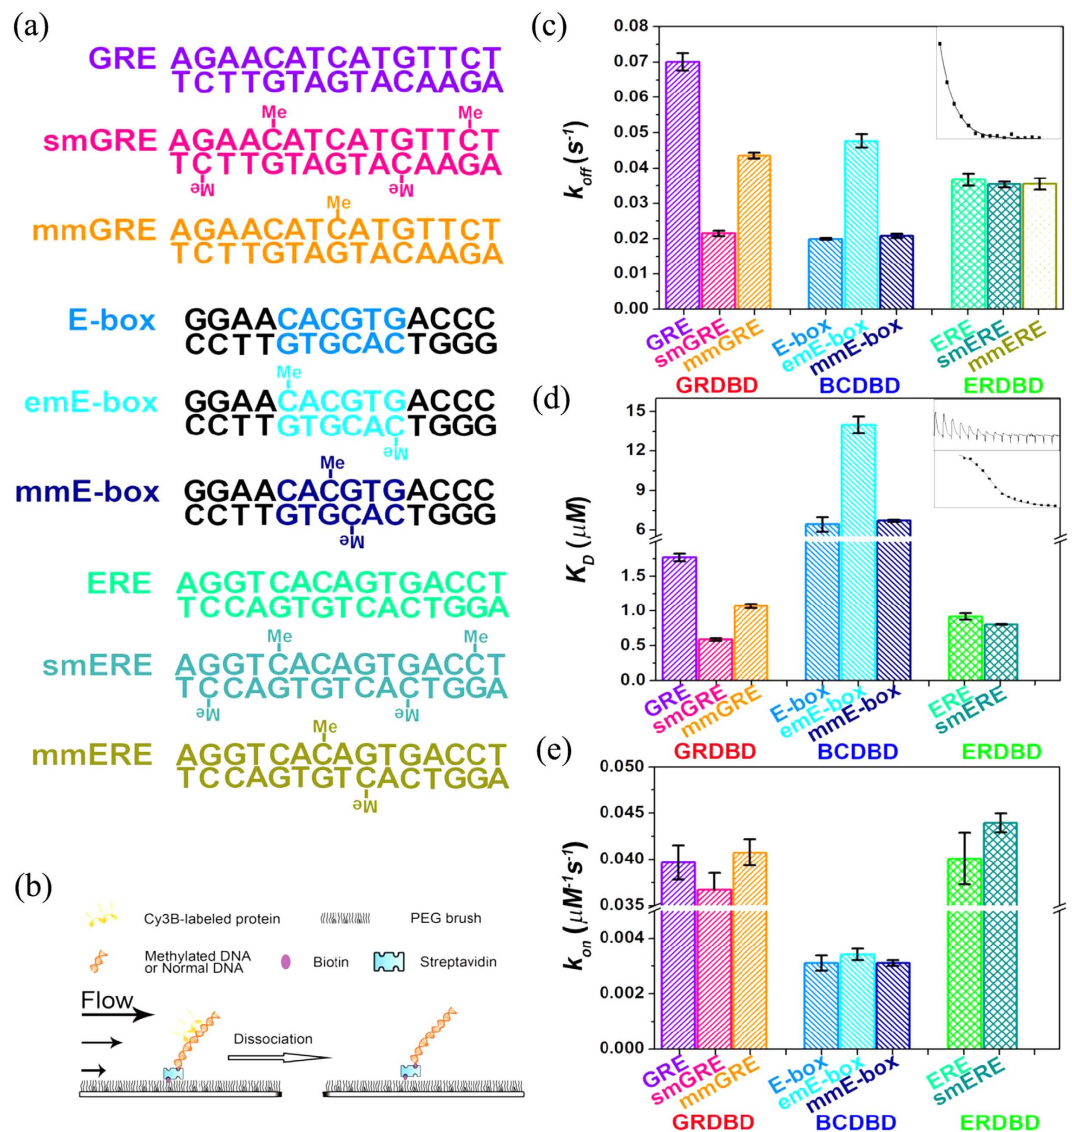 (a)
GRE AGAACATCATGTTCT
TCTTGTAGTACAAGA
Me Me
smGRE AGAACATCATGTTCT
TCTTGTAGTACAAGA
Me Me
Me
mmGRE AGAACATCATGTTCT
TCTTGTAGTACAAGA
E-box GGAACACGTGACCC
CCTTGTGCACTGGG
Me
emE-box GGAACACGTGACCC
CCTTGTGCACTGGG
Me
Me
mmE-box GGAACACGTGACCC
CCTTGTGCACTGGG
Me
ERE AGGTCACAGTGACCT
TCCAGTGTCACTGGA
Me Me
smERE AGGTCACAGTGACCT
TCCAGTGTCACTGGA
Me Me
Me
mmERE AGGTCACAGTGACCT
TCCAGTGTCACTGGA
Me
(b)
Cy3B-labeled protein PEG brush
Methylated DNA
or Normal DNA
Biotin Streptavidin
Flow
Dissociation
(c)
koff (s-1)
0.08
0.07
0.06
0.05
0.04
0.03
0.02
0.01
0.00
GRE smGRE mmGRE E-box emE-box mmE-box ERE smERE mmERE
GRDBD BCDBD ERDBD
(d)
KD (μM)
15
12
9
6
1.5
1.0
0.5
0.0
GRE smGRE mmGRE E-box emE-box mmE-box ERE smERE
GRDBD BCDBD ERDBD
(e)
kon (μM-1s-1)
0.050
0.045
0.040
0.035
0.004
0.002
0.000
GRE smGRE mmGRE E-box emE-box mmE-box ERE smERE
GRDBD BCDBD ERDBD